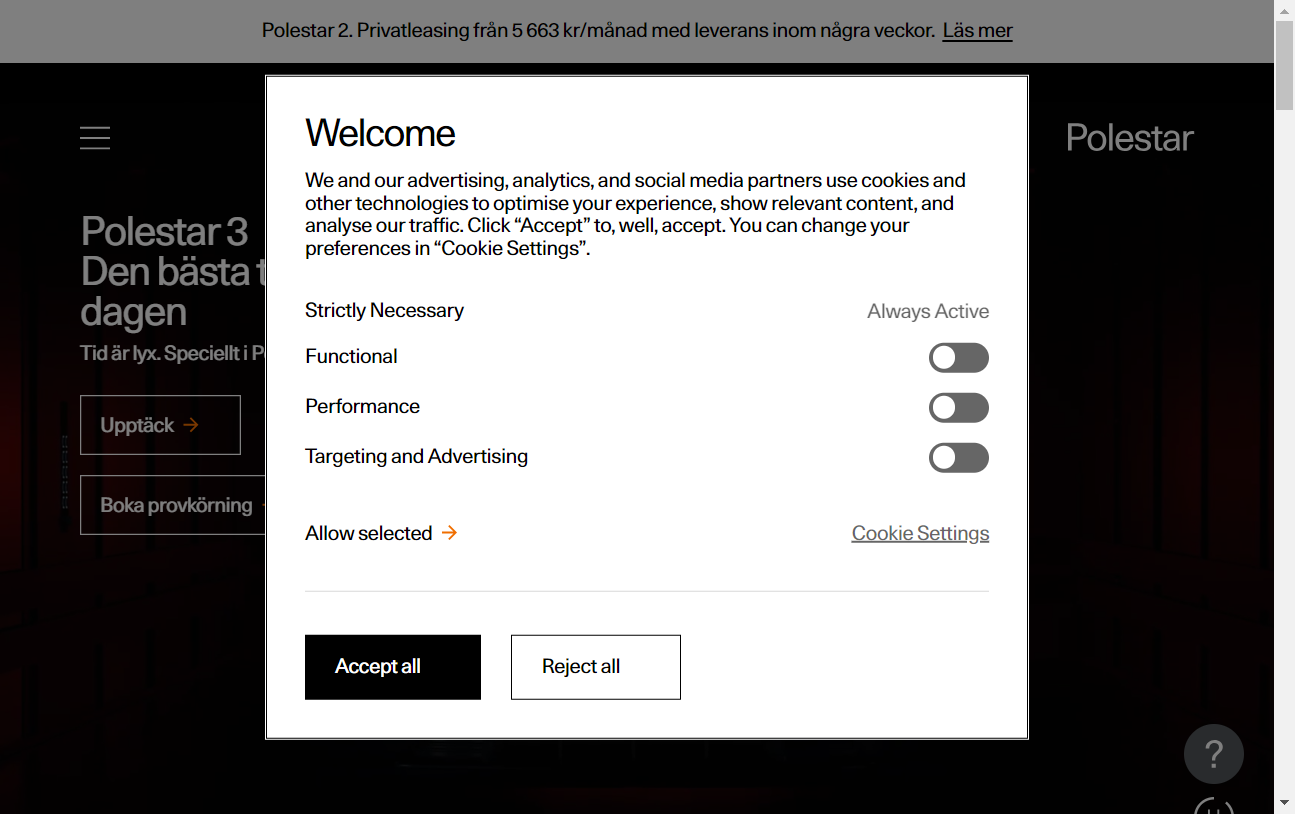 Polestar 2. Privatleasing från 5 663 kr/månad med leverans inom några veckor. Läs mer
Polestar
Polestar 3
Den bästa t
dagen
Tid är lyx. Speciellt i P
Upptäck
Boka provkörning
Welcome
We and our advertising, analytics, and social media partners use cookies and
other technologies to optimise your experience, show relevant content, and
analyse our traffic. Click “Accept” to, well, accept. You can change your
preferences in “Cookie Settings”.
Strictly Necessary Always Active
Functional
Performance
Targeting and Advertising
Allow selected Cookie Settings
Accept all Reject all
?